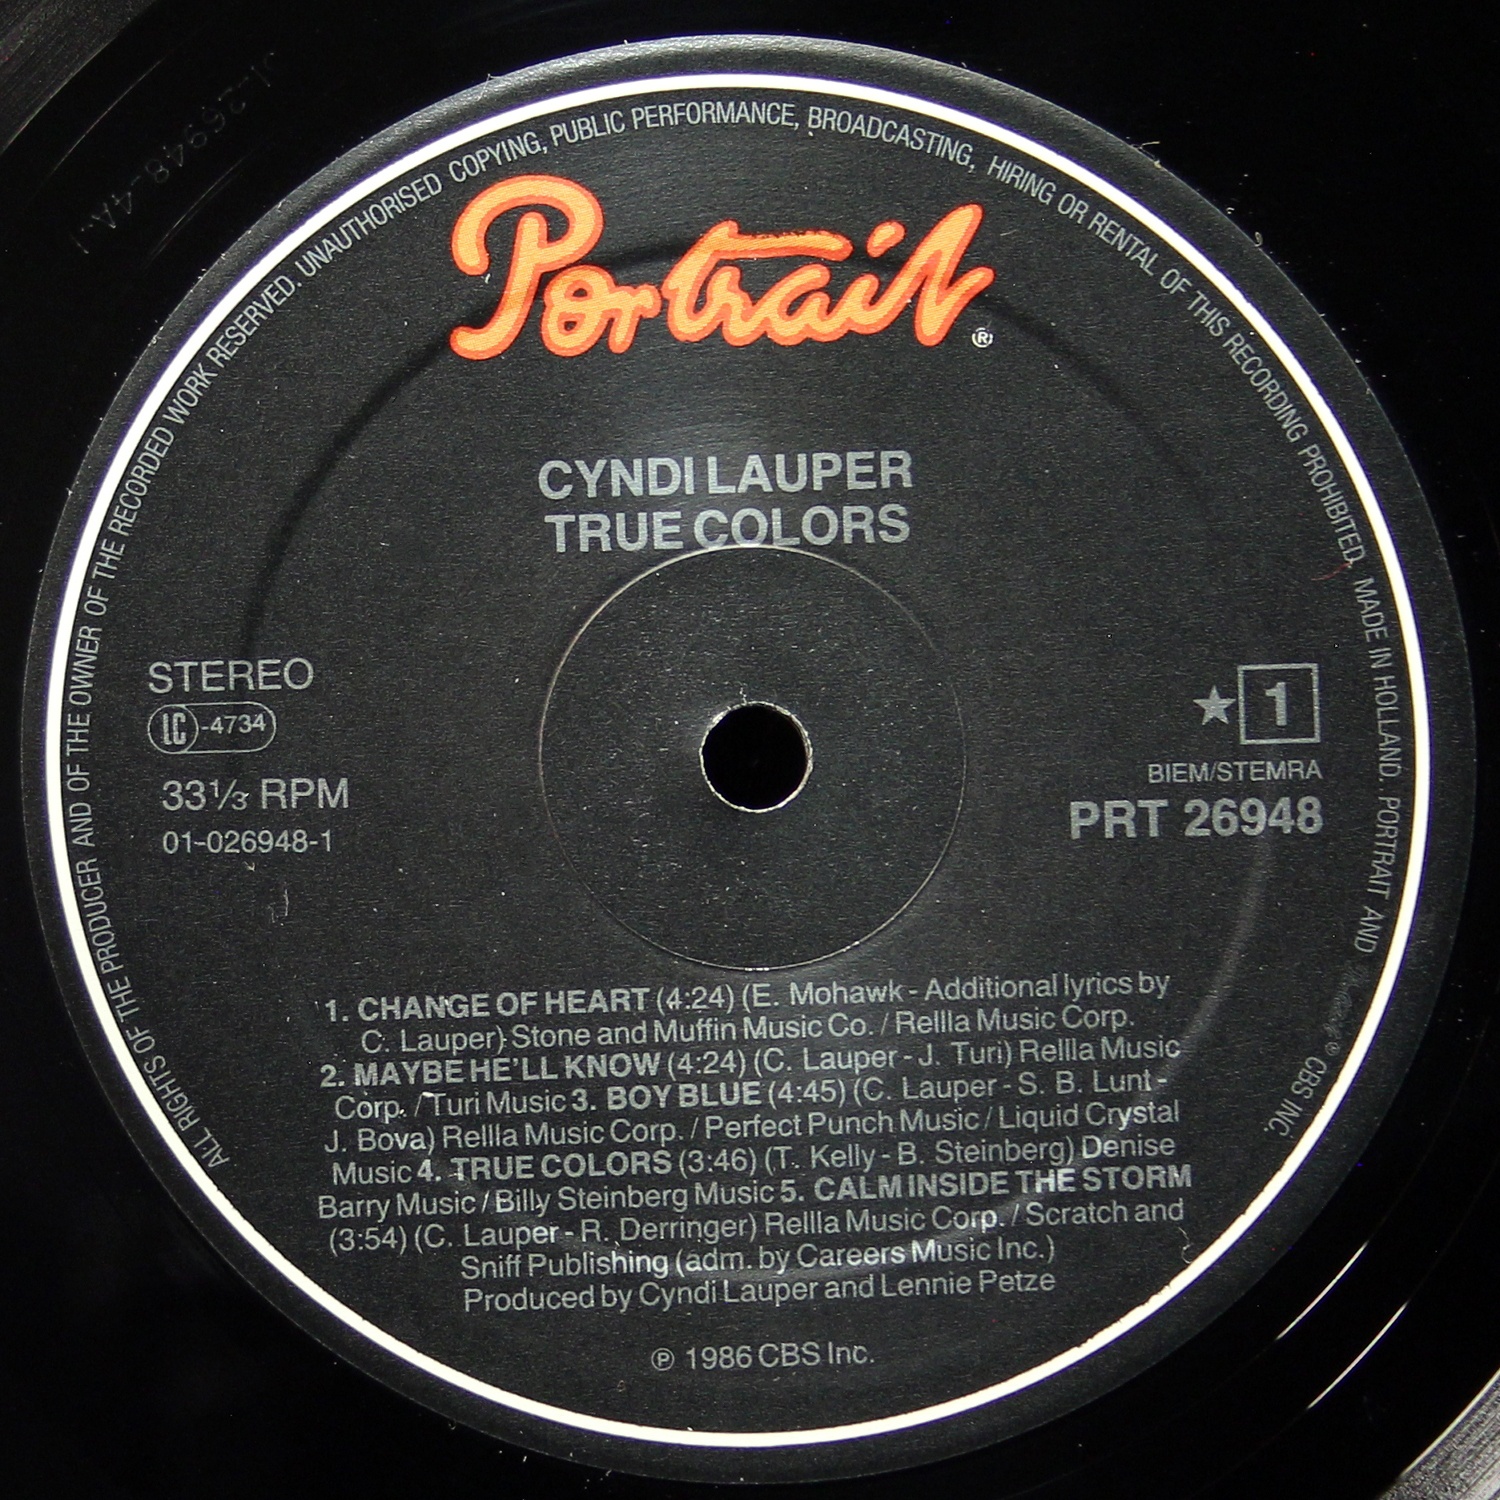 JL26948-4A
ALL RIGHTS OF THE PRODUCER AND OF THE OWNER OF THE RECORDED WORK RESERVED. UNAUTHORISED COPYING, PUBLIC PERFORMANCE, BROADCASTING, HIRING OR RENTAL OF THIS RECORDING PROHIBITED. MADE IN HOLLAND. PORTRAIT AND ® CBS INC.
Portrait ®
CYNDI LAUPER
TRUE COLORS
STEREO
LC-4734
33⅓ RPM
01-026948-1
★ 1
BIEM/STEMRA
PRT 26948
1. CHANGE OF HEART (4:24) (E. Mohawk - Additional lyrics by
C. Lauper) Stone and Muffin Music Co. / Rellla Music Corp.
2. MAYBE HE'LL KNOW (4:24) (C. Lauper - J. Turi) Rellla Music
Corp. / Turi Music 3. BOY BLUE (4:45) (C. Lauper - S. B. Lunt -
J. Bova) Rellla Music Corp. / Perfect Punch Music / Liquid Crystal
Music 4. TRUE COLORS (3:46) (T. Kelly - B. Steinberg) Denise
Barry Music / Billy Steinberg Music 5. CALM INSIDE THE STORM
(3:54) (C. Lauper - R. Derringer) Rellla Music Corp. / Scratch and
Sniff Publishing (adm. by Careers Music Inc.)
Produced by Cyndi Lauper and Lennie Petze
℗ 1986 CBS Inc.